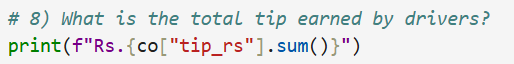 # 8) What is the total tip earned by drivers?
print(f"Rs.{co["tip_rs"].sum()}")